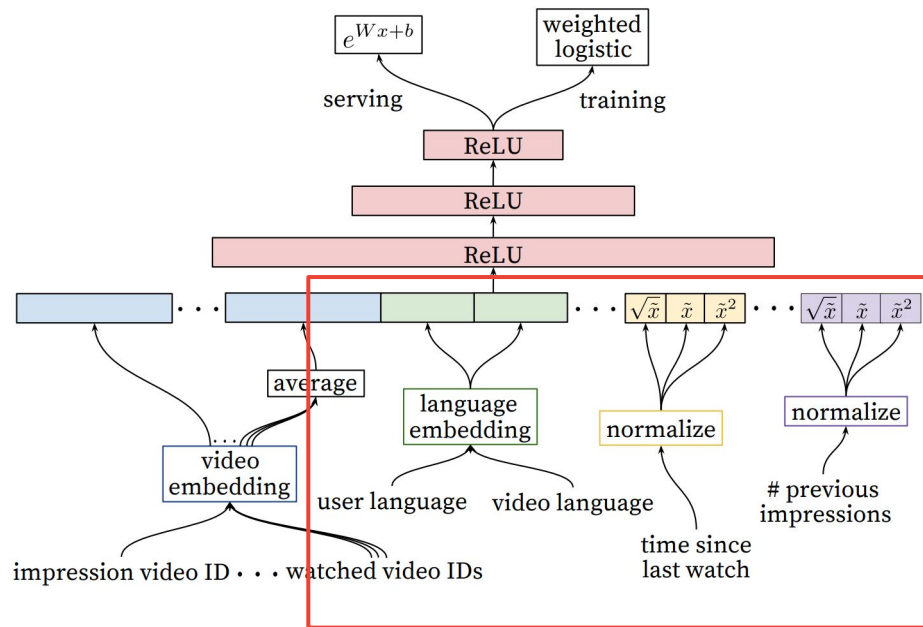 e^{Wx+b}
weighted
logistic
serving
training
ReLU
ReLU
ReLU
. . .
. . .
√x̃ x̃ x̃²
. . .
√x̃ x̃ x̃²
average
. . .
video
embedding
language
embedding
normalize
normalize
user language
video language
# previous
impressions
time since
last watch
impression video ID . . . watched video IDs